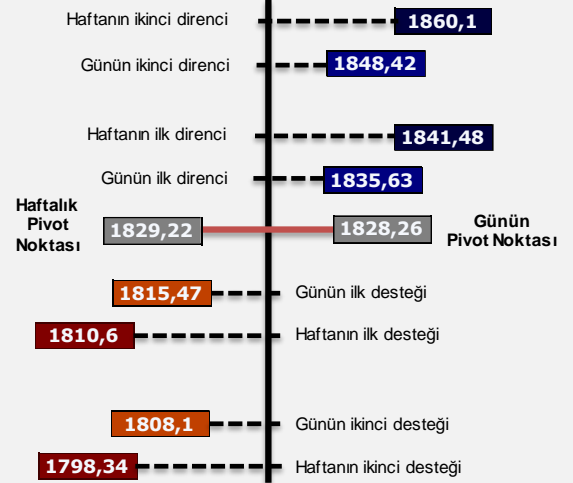 Haftanın ikinci direnci 1860,1
Günün ikinci direnci 1848,42
Haftanın ilk direnci 1841,48
Günün ilk direnci 1835,63
Haftalık
Pivot
Noktası
1829,22
1828,26
Günün
Pivot Noktası
1815,47 Günün ilk desteği
1810,6 Haftanın ilk desteği
1808,1 Günün ikinci desteği
1798,34 Haftanın ikinci desteği